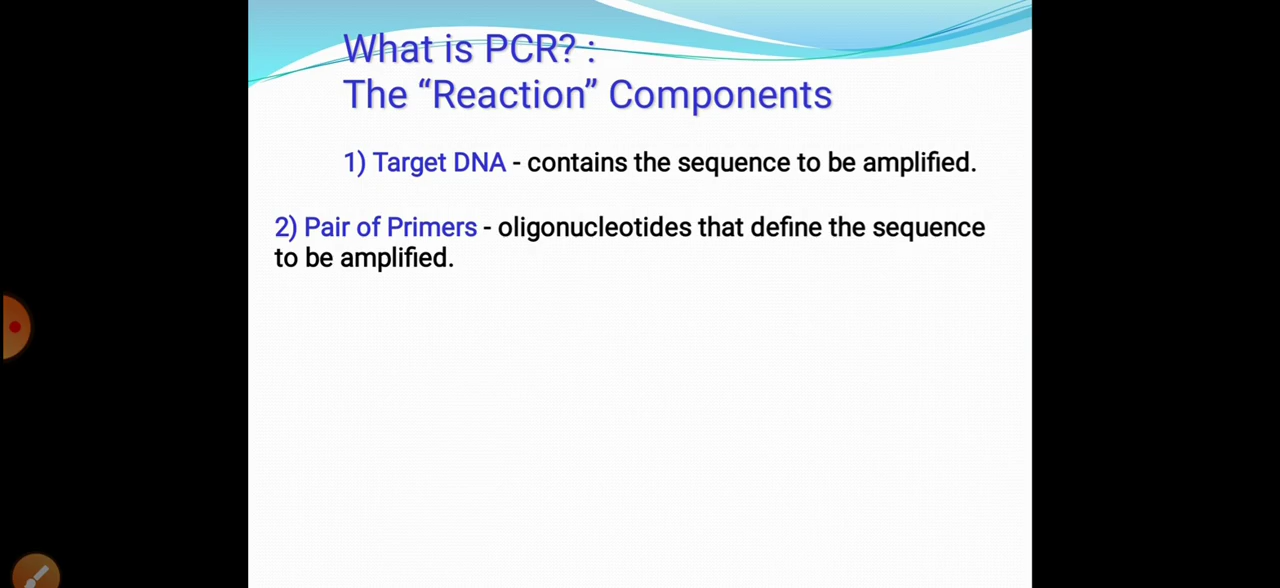 What is PCR? :
The “Reaction” Components
1) Target DNA - contains the sequence to be amplified.
2) Pair of Primers - oligonucleotides that define the sequence
to be amplified.